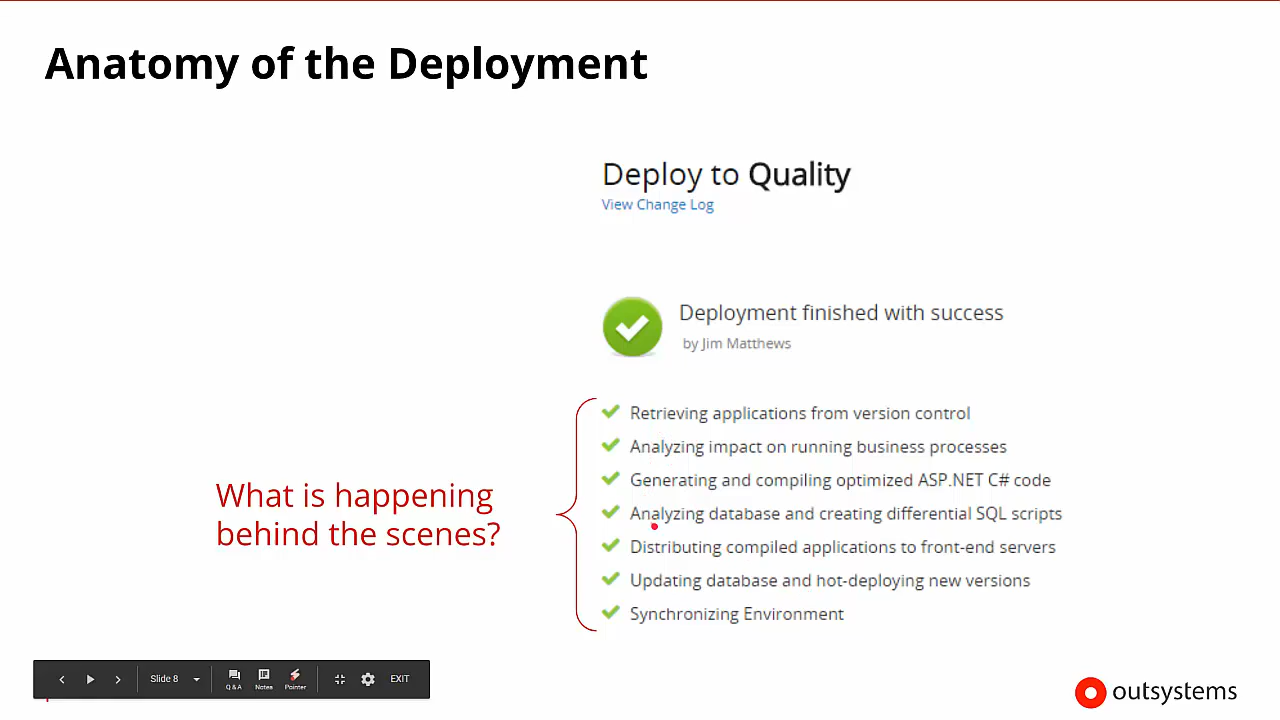 Anatomy of the Deployment
Deploy to Quality
View Change Log
Deployment finished with success
by Jim Matthews
What is happening
behind the scenes?
Retrieving applications from version control
Analyzing impact on running business processes
Generating and compiling optimized ASP.NET C# code
Analyzing database and creating differential SQL scripts
Distributing compiled applications to front-end servers
Updating database and hot-deploying new versions
Synchronizing Environment
Slide 8
Q & A
Notes
Pointer
EXIT
outsystems